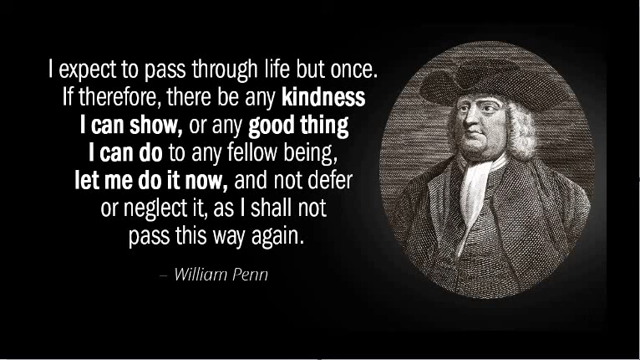 I expect to pass through life but once.
If therefore, there be any kindness
I can show, or any good thing
I can do to any fellow being,
let me do it now, and not defer
or neglect it, as I shall not
pass this way again.
– William Penn